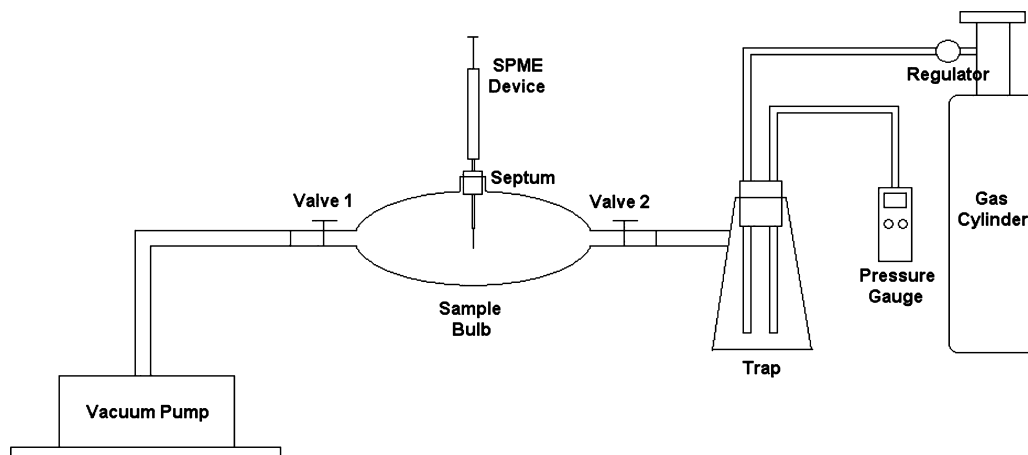 SPME
Device
Regulator
Septum
Valve 1
Valve 2
Gas
Cylinder
Pressure
Gauge
Sample
Bulb
Trap
Vacuum Pump